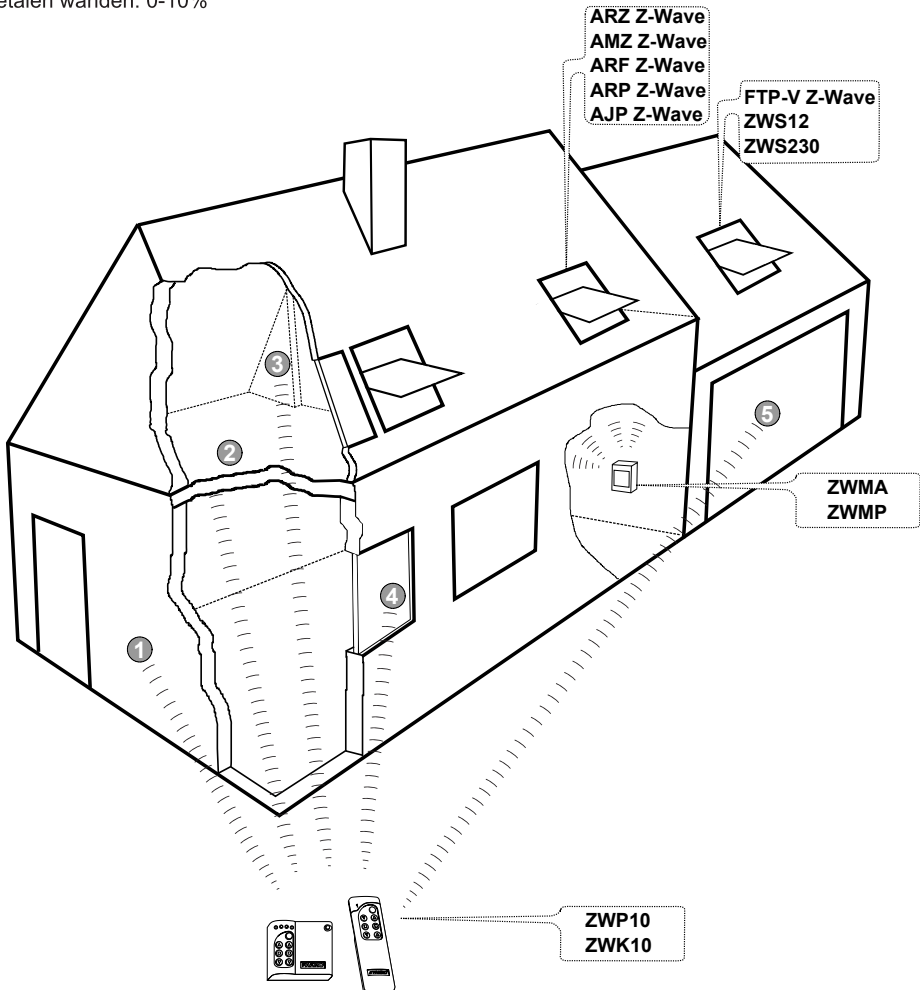 wanden: 0-10%
ARZ Z-Wave
AMZ Z-Wave
ARF Z-Wave
ARP Z-Wave
AJP Z-Wave
FTP-V Z-Wave
ZWS12
ZWS230
3
5
2
ZWMA
ZWMP
4
1
ZWP10
ZWK10